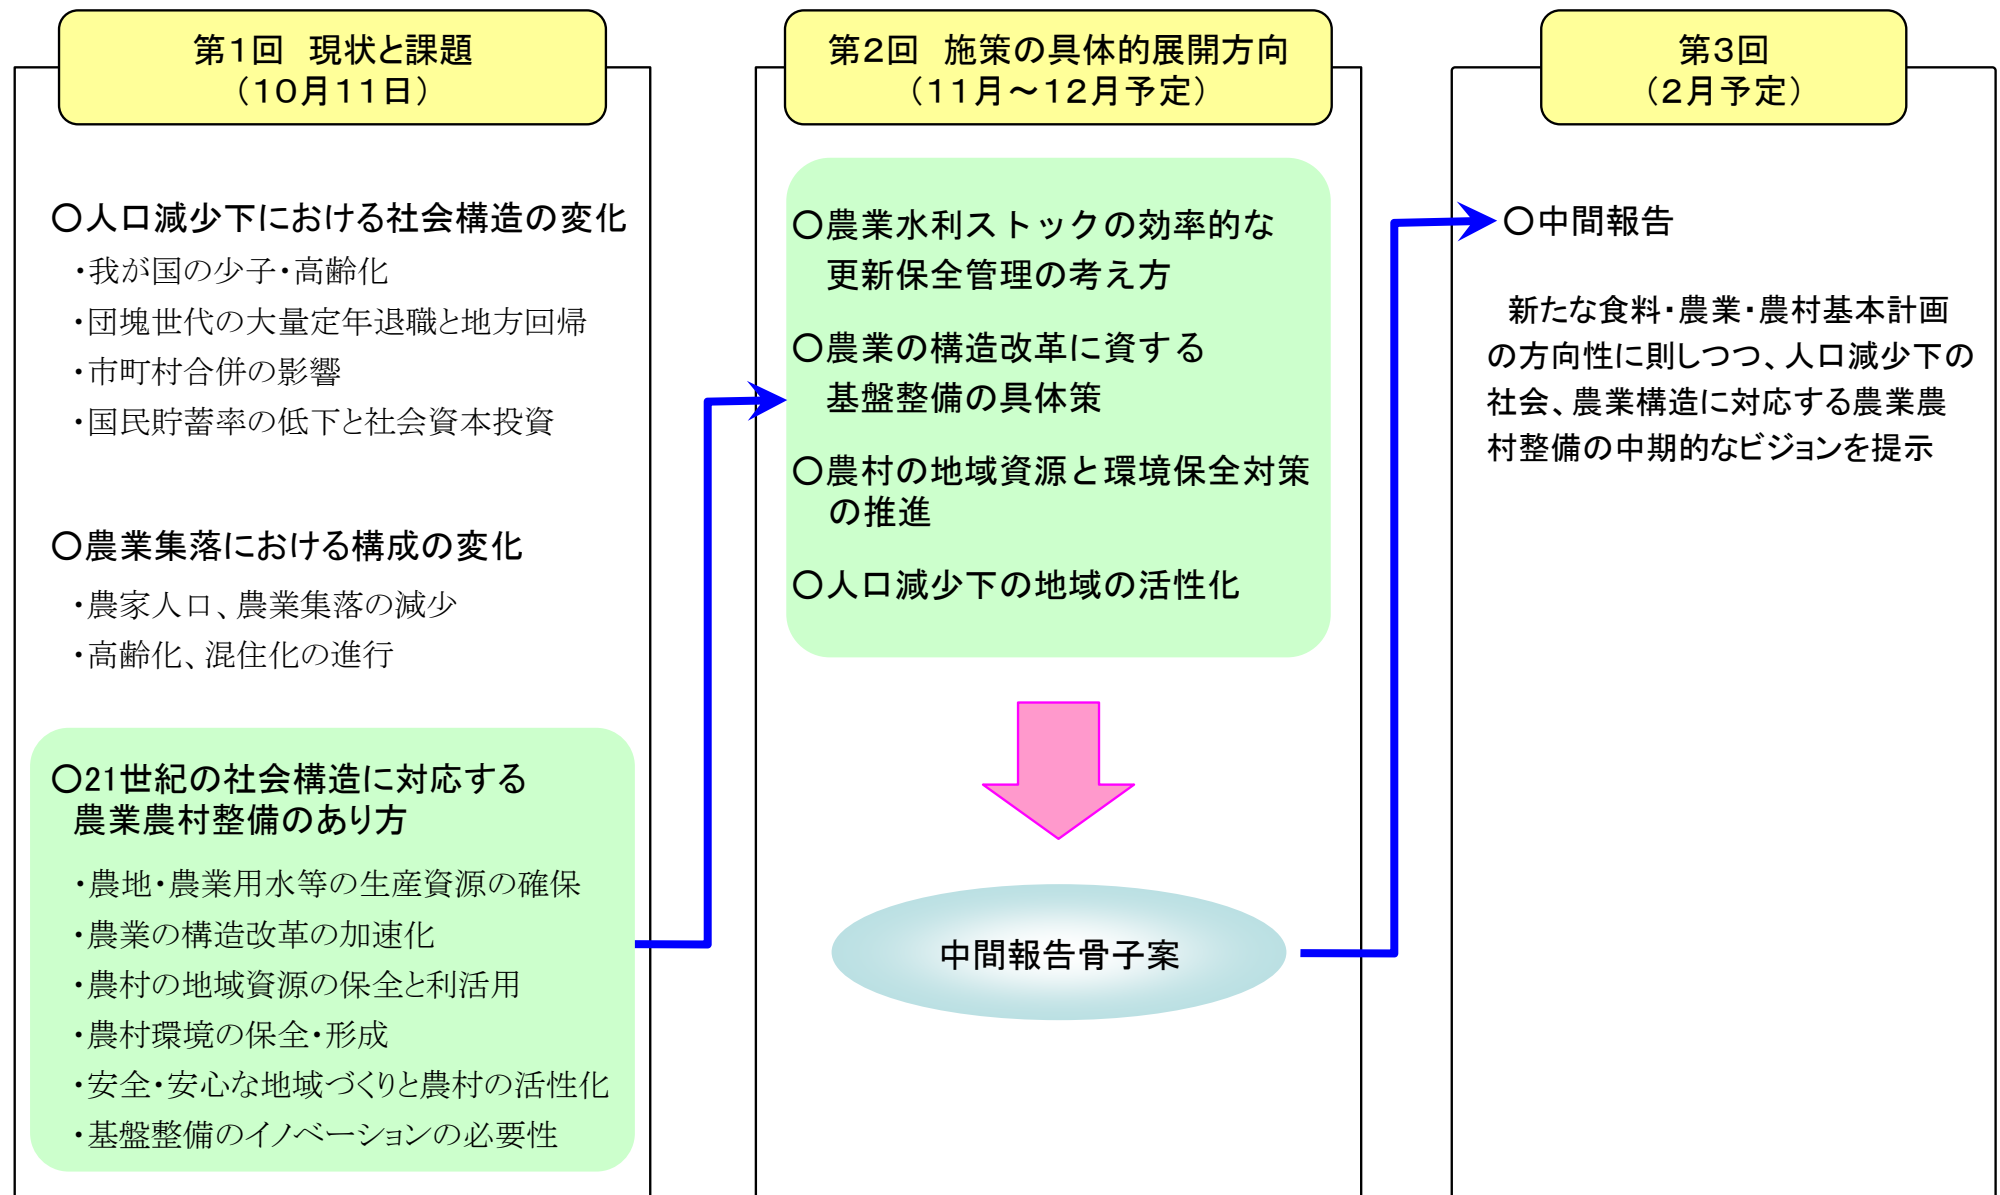 第1回 現状と課題
(10月11日)
○人口減少下における社会構造の変化
・我が国の少子・高齢化
・団塊世代の大量定年退職と地方回帰
・市町村合併の影響
・国民貯蓄率の低下と社会資本投資
○農業集落における構成の変化
・農家人口、農業集落の減少
・高齢化、混住化の進行
○21世紀の社会構造に対応する
農業農村整備のあり方
・農地・農業用水等の生産資源の確保
・農業の構造改革の加速化
・農村の地域資源の保全と利活用
・農村環境の保全・形成
・安全・安心な地域づくりと農村の活性化
・基盤整備のイノベーションの必要性
第2回 施策の具体的展開方向
(11月~12月予定)
○農業水利ストックの効率的な
更新保全管理の考え方
○農業の構造改革に資する
基盤整備の具体策
○農村の地域資源と環境保全対策
の推進
○人口減少下の地域の活性化
中間報告骨子案
第3回
(2月予定)
○中間報告
新たな食料・農業・農村基本計画
の方向性に則しつつ、人口減少下の
社会、農業構造に対応する農業農
村整備の中期的なビジョンを提示